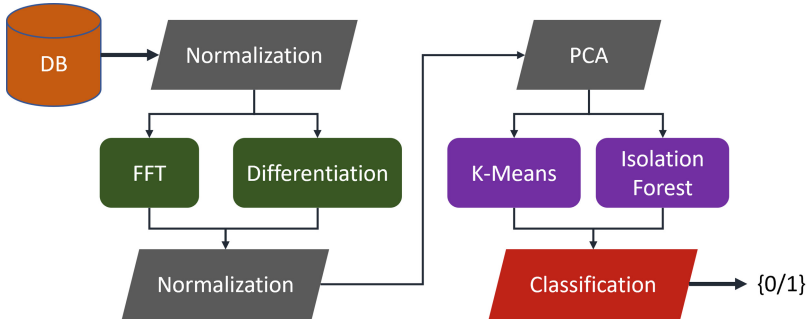 DB
Normalization
FFT
Differentiation
Normalization
PCA
K-Means
Isolation
Forest
Classification
{0/1}